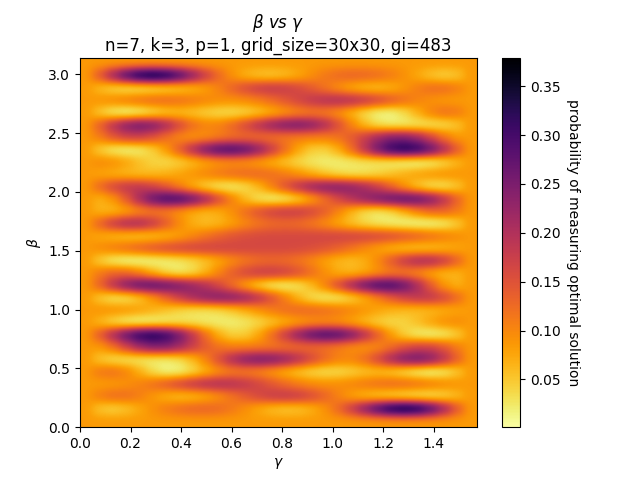 β vs γ
n=7, k=3, p=1, grid_size=30x30, gi=483
3.0
2.5
2.0
1.5
1.0
0.5
0.0
β
0.0 0.2 0.4 0.6 0.8 1.0 1.2 1.4
γ
0.35
0.30
0.25
0.20
0.15
0.10
0.05
probability of measuring optimal solution